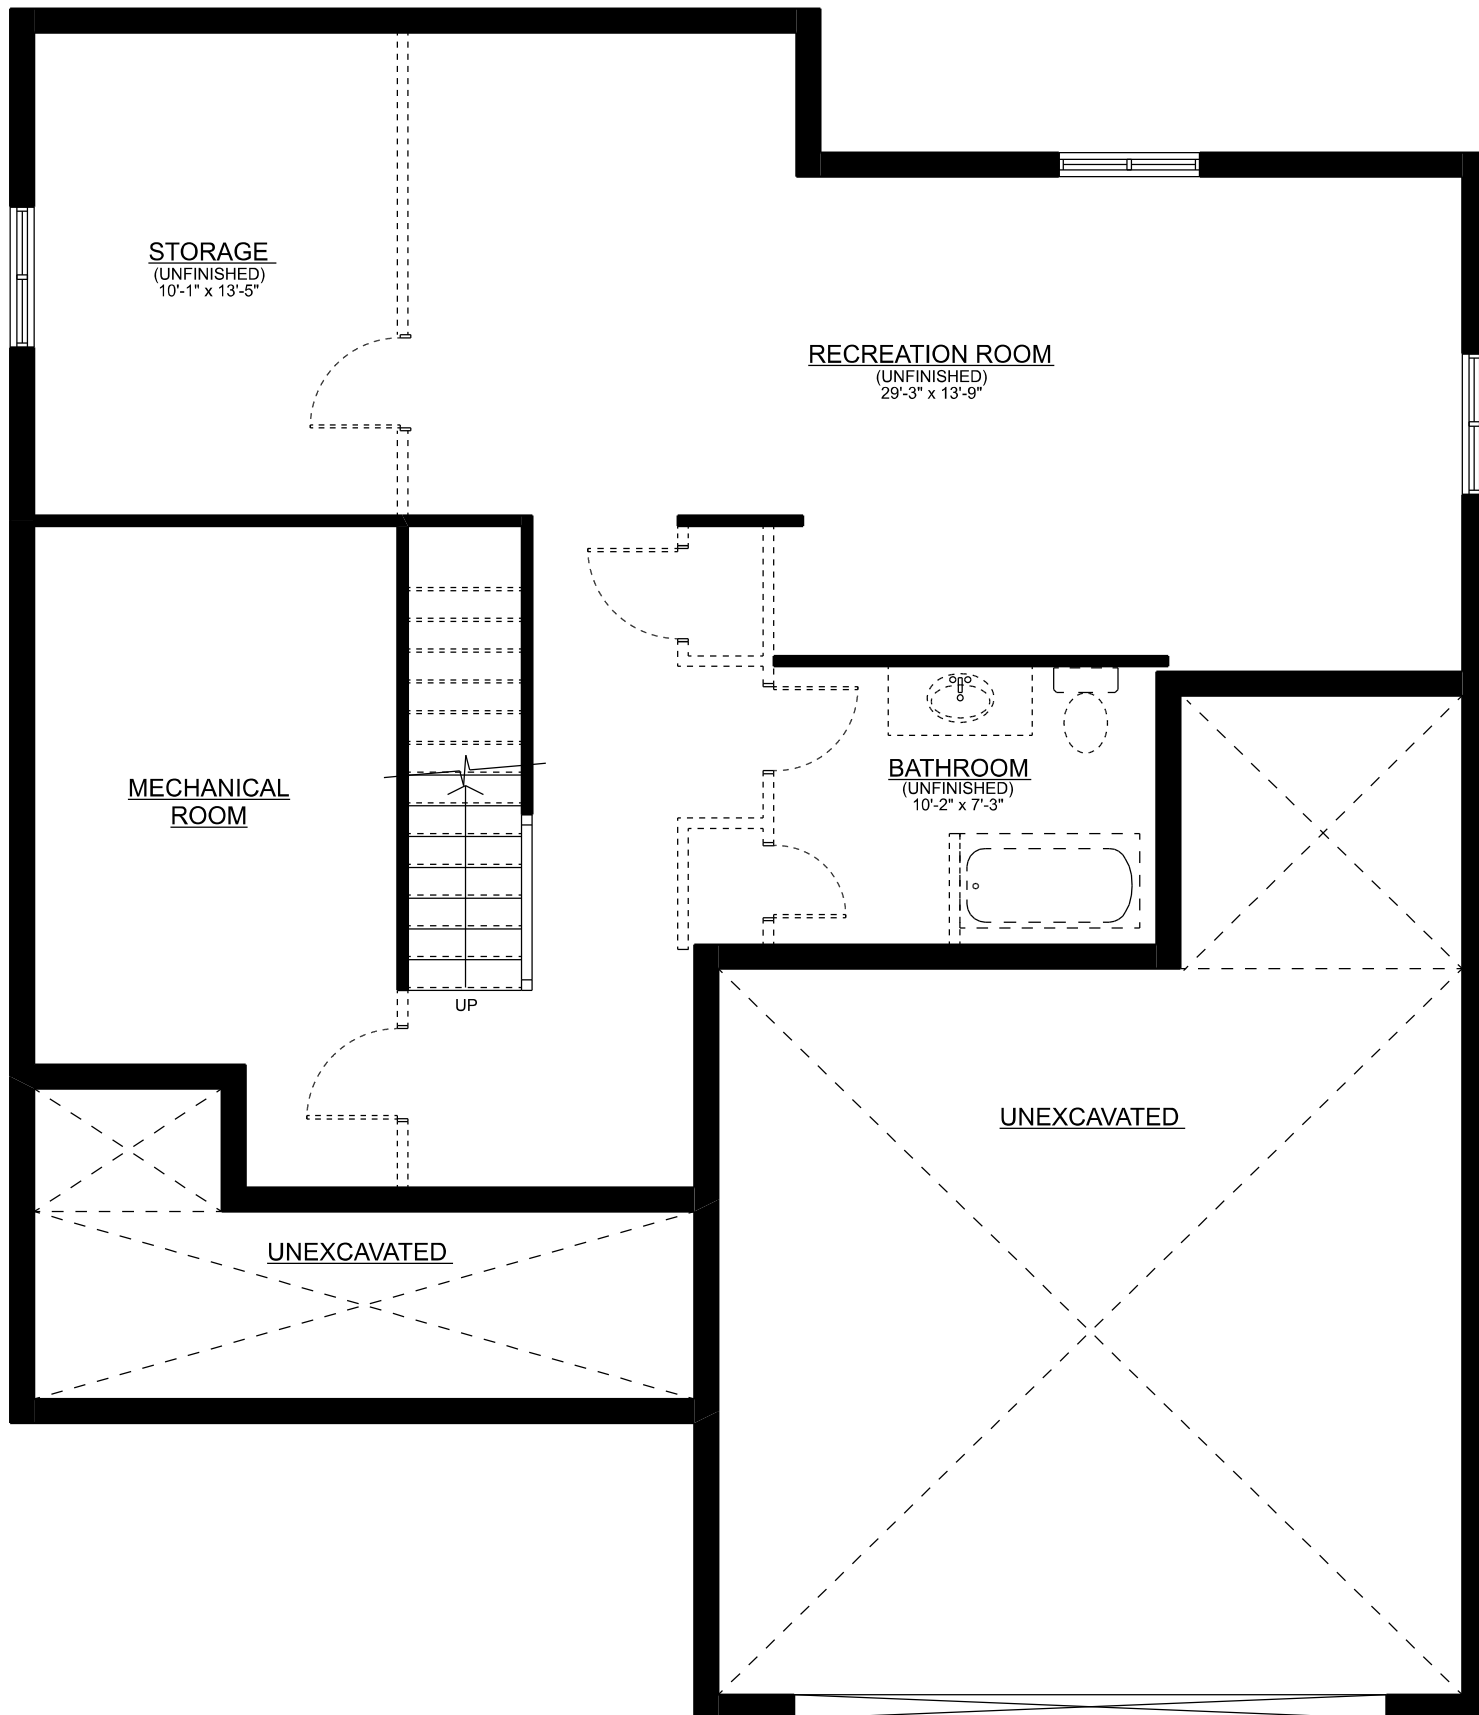 STORAGE
(UNFINISHED)
10'-1" x 13'-5"
RECREATION ROOM
(UNFINISHED)
29'-3" x 13'-9"
MECHANICAL
ROOM
BATHROOM
(UNFINISHED)
10'-2" x 7'-3"
UP
UNEXCAVATED
UNEXCAVATED